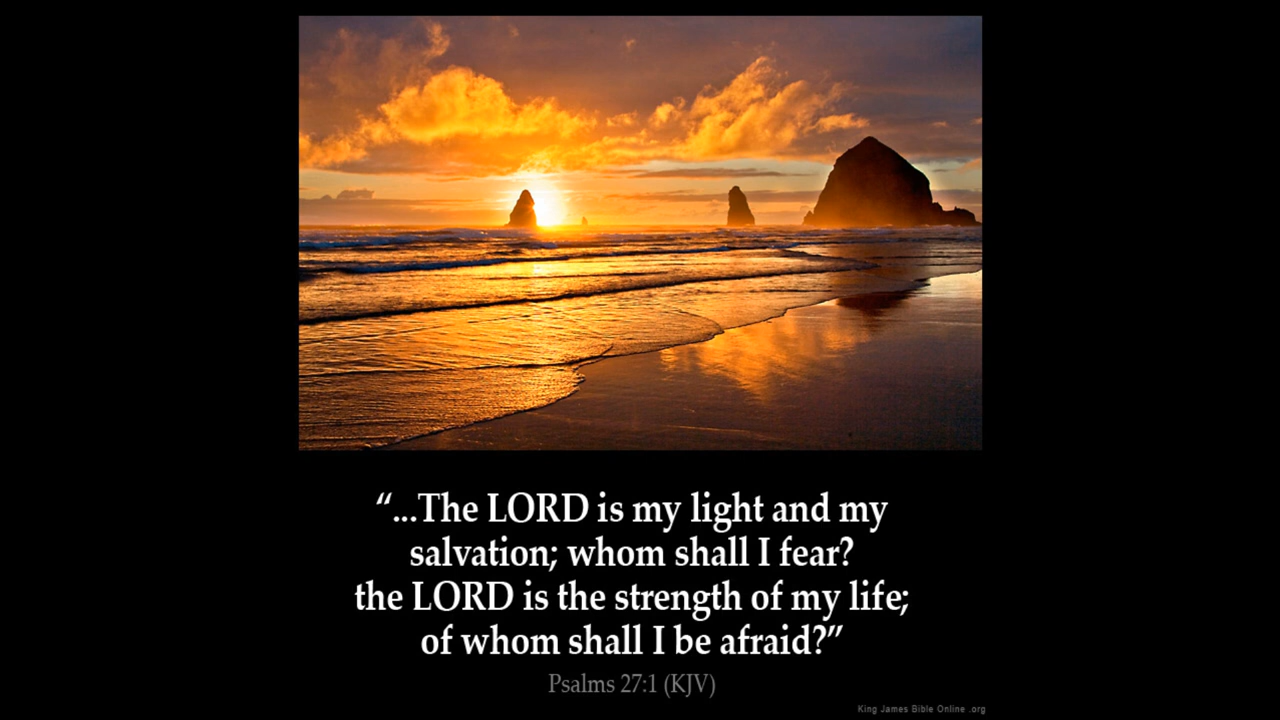 “...The LORD is my light and my
salvation; whom shall I fear?
the LORD is the strength of my life;
of whom shall I be afraid?”
Psalms 27:1 (KJV)
King James Bible Online .org